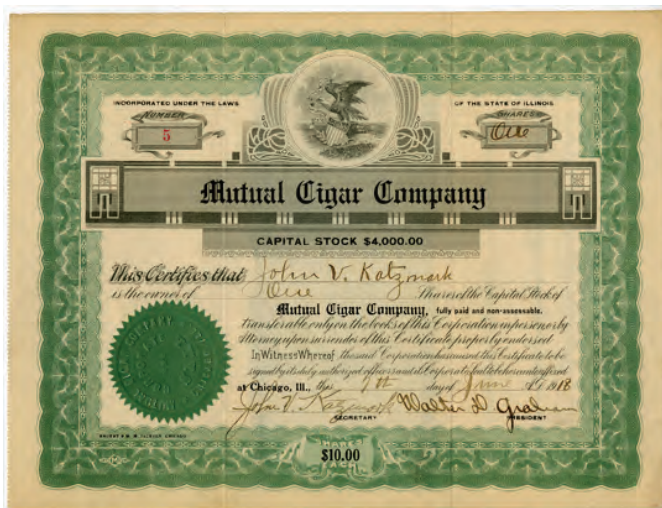 INCORPORATED UNDER THE LAWS
OF THE STATE OF ILLINOIS
NUMBER
5
SHARES
One
Mutual Cigar Company
CAPITAL STOCK $4,000.00
This Certifies that John V. Katzmark
is the owner of One Shares of the Capital Stock of
Mutual Cigar Company, fully paid and non-assessable.
transferable only on the books of this Corporation in person or by
Attorney upon surrender of this Certificate properly endorsed
In Witness Whereof the said Corporation has caused this Certificate to be
signed by its duly authorized officers and its Corporate Seal to be hereunto affixed
at Chicago, Ill., this 7th day of June A.D. 1918
John V. Katzmark
Walter D. Graham
SECRETARY
PRESIDENT
SHARES
$10.00
EACH